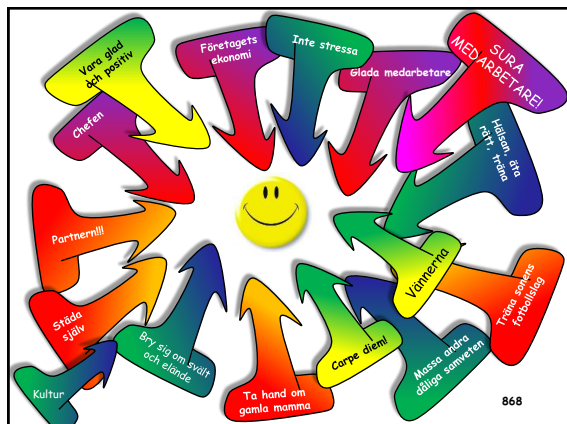 Vara glad
och positiv
Företagets
ekonomi
Inte stressa
Glada medarbetare
SURA
MEDARBETARE!
Chefen
Hälsan, äta
rätt, träna
Partnern!!!
Vännerna
Träna sonens
fotbollslag
Städa
själv
Bry sig om svält
och elände
Carpe diem!
Massa andra
dåliga samveten
Kultur
Ta hand om
gamla mamma
868